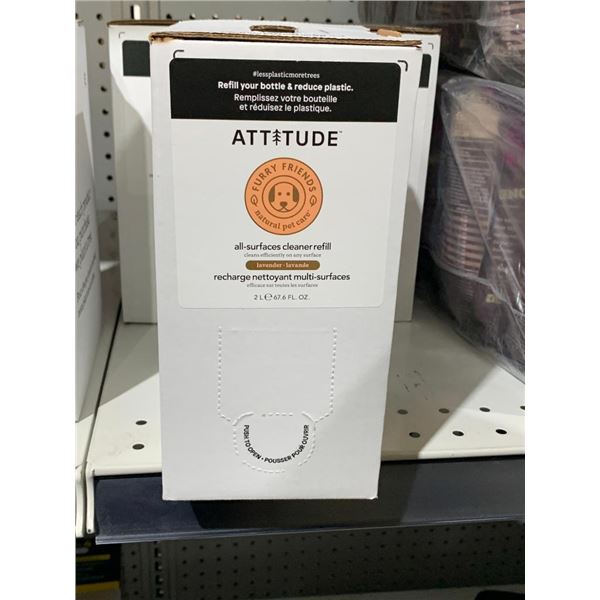 #lessplasticmoretrees
Refill your bottle & reduce plastic.
Remplissez votre bouteille
et réduisez le plastique.
ATTITUDE™
FURRY FRIENDS
natural pet care
all-surfaces cleaner refill
cleans efficiently on any surface
lavender · lavande
recharge nettoyant multi-surfaces
efficace sur toutes les surfaces
2 L ℮ 67.6 FL. OZ.
PUSH TO OPEN • POUSSER POUR OUVRIR